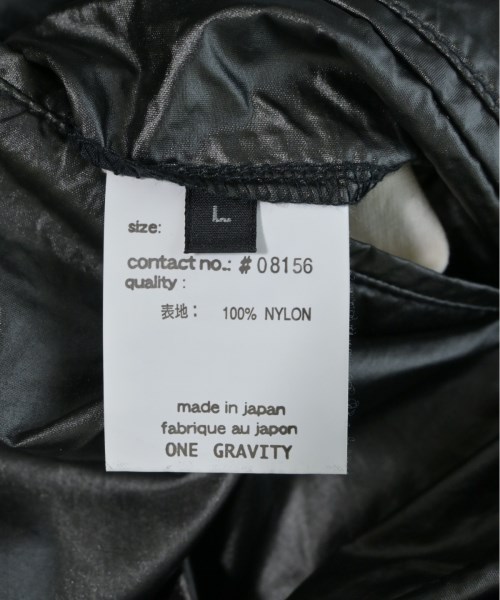 L
size:
contact no.: # 08156
quality :
表地： 100% NYLON
made in japan
fabrique au japon
ONE GRAVITY